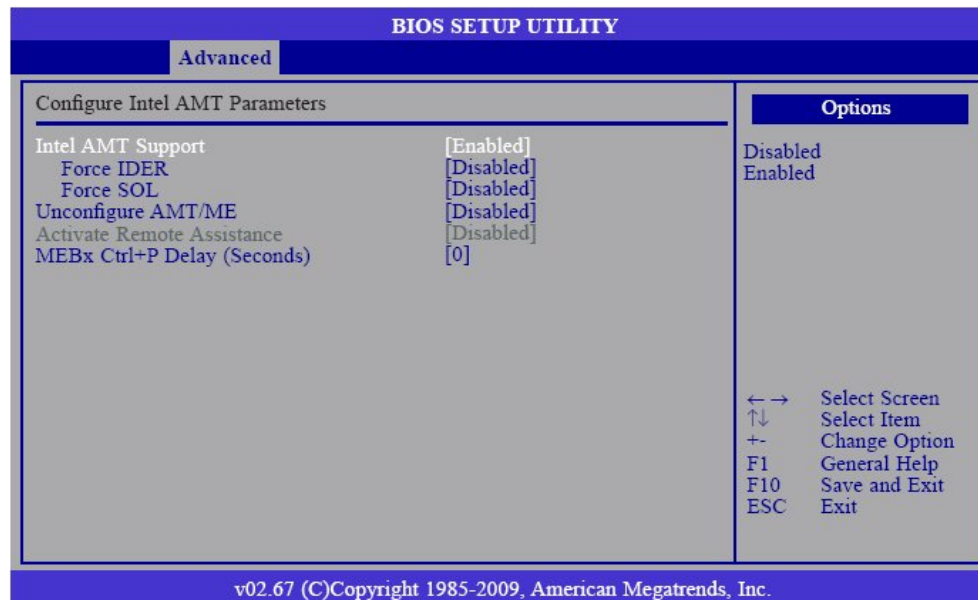 BIOS SETUP UTILITY
Advanced
Configure Intel AMT Parameters
Intel AMT Support [Enabled]
Force IDER [Disabled]
Force SOL [Disabled]
Unconfigure AMT/ME [Disabled]
Activate Remote Assistance [Disabled]
MEBx Ctrl+P Delay (Seconds) [0]
Options
Disabled
Enabled
←→ Select Screen
↑↓ Select Item
+- Change Option
F1 General Help
F10 Save and Exit
ESC Exit
v02.67 (C)Copyright 1985-2009, American Megatrends, Inc.